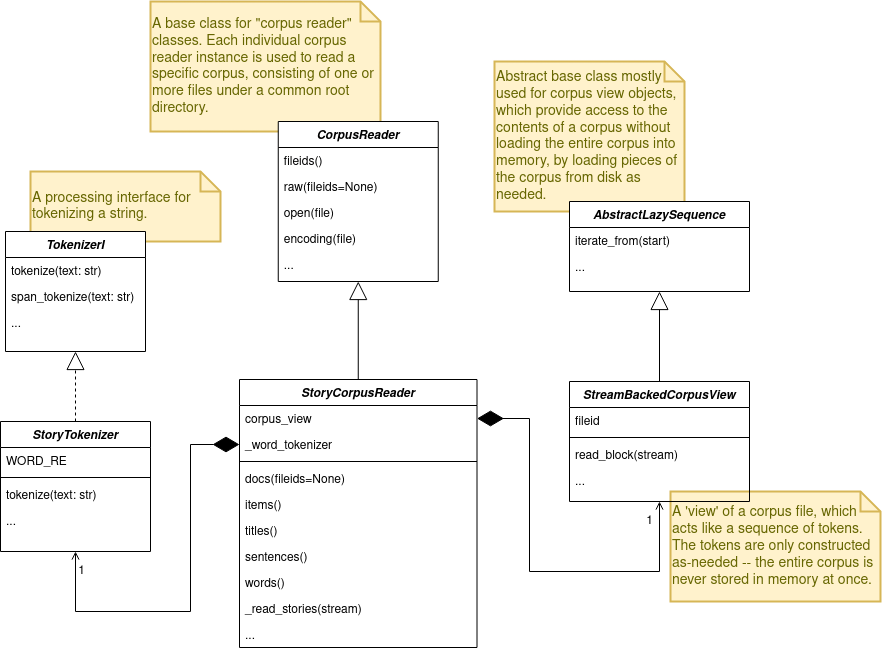 A base class for "corpus reader"
classes. Each individual corpus
reader instance is used to read a
specific corpus, consisting of one or
more files under a common root
directory.
Abstract base class mostly
used for corpus view objects,
which provide access to the
contents of a corpus without
loading the entire corpus into
memory, by loading pieces of
the corpus from disk as
needed.
CorpusReader
fileids()
raw(fileids=None)
open(file)
encoding(file)
...
A processing interface for
tokenizing a string.
TokenizerI
tokenize(text: str)
span_tokenize(text: str)
...
AbstractLazySequence
iterate_from(start)
...
StoryCorpusReader
corpus_view
_word_tokenizer
docs(fileids=None)
items()
titles()
sentences()
words()
_read_stories(stream)
...
StreamBackedCorpusView
fileid
read_block(stream)
...
StoryTokenizer
WORD_RE
tokenize(text: str)
...
1
1
A 'view' of a corpus file, which
acts like a sequence of tokens.
The tokens are only constructed
as-needed -- the entire corpus is
never stored in memory at once.